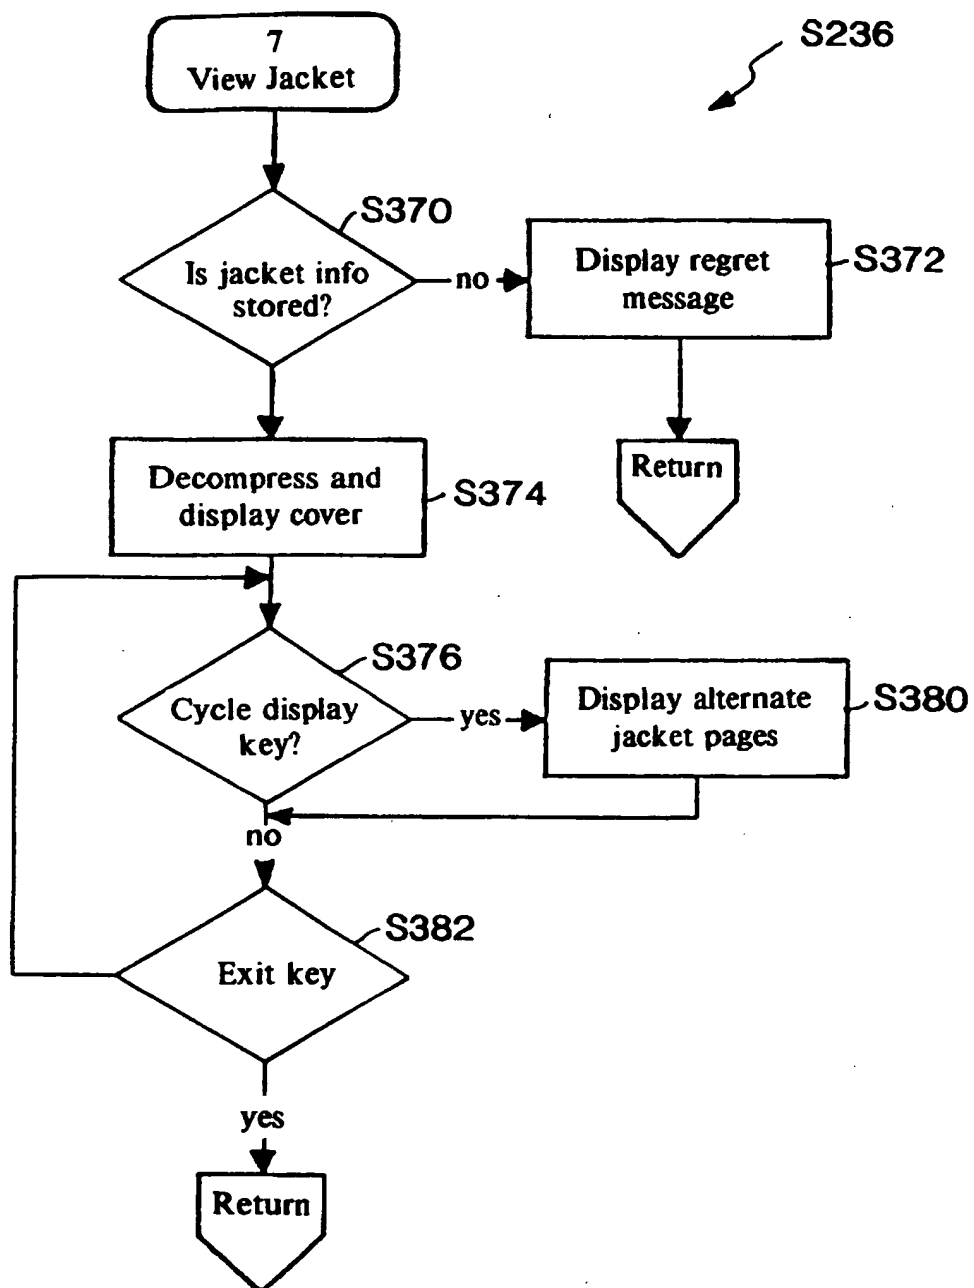 7
View Jacket
S236
S370
Is jacket info
stored?
no
Display regret
message
S372
Return
Decompress and
display cover
S374
S376
Cycle display
key?
yes
Display alternate
jacket pages
S380
no
S382
Exit key
yes
Return